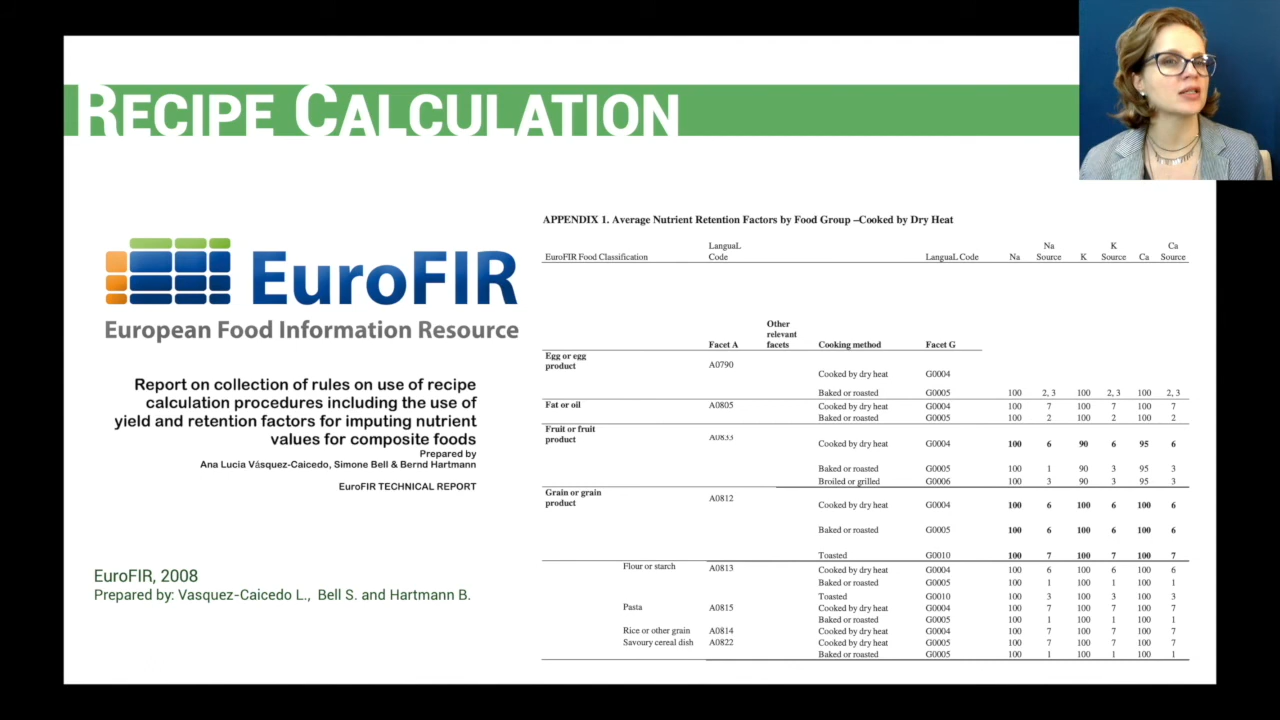 RECIPE CALCULATION
EuroFIR
European Food Information Resource
Report on collection of rules on use of recipe
calculation procedures including the use of
yield and retention factors for imputing nutrient
values for composite foods
Prepared by
Ana Lucia Vásquez-Caicedo, Simone Bell & Bernd Hartmann
EuroFIR TECHNICAL REPORT
EuroFIR, 2008
Prepared by: Vasquez-Caicedo L., Bell S. and Hartmann B.
APPENDIX 1. Average Nutrient Retention Factors by Food Group –Cooked by Dry Heat
LanguaL Na K Ca
EuroFIR Food Classification Code LanguaL Code Na Source K Source Ca Source
Other
relevant
Facet A facets Cooking method Facet G
Egg or egg
product A0790
Cooked by dry heat G0004
Baked or roasted G0005 100 2, 3 100 2, 3 100 2, 3
Fat or oil A0805 Cooked by dry heat G0004 100 7 100 7 100 7
Baked or roasted G0005 100 2 100 2 100 2
Fruit or fruit
product A0833
Cooked by dry heat G0004 100 6 90 6 95 6
Baked or roasted G0005 100 1 90 3 95 3
Broiled or grilled G0006 100 3 90 3 95 3
Grain or grain
product A0812
Cooked by dry heat G0004 100 6 100 6 100 6
Baked or roasted G0005 100 6 100 6 100 6
Toasted G0010 100 7 100 7 100 7
Flour or starch A0813 Cooked by dry heat G0004 100 6 100 6 100 6
Baked or roasted G0005 100 1 100 1 100 1
Toasted G0010 100 3 100 3 100 3
Pasta A0815 Cooked by dry heat G0004 100 7 100 7 100 7
Baked or roasted G0005 100 1 100 1 100 1
Rice or other grain A0814 Cooked by dry heat G0004 100 7 100 7 100 7
Savoury cereal dish A0822 Cooked by dry heat G0004 100 7 100 7 100 7
Baked or roasted G0005 100 1 100 1 100 1